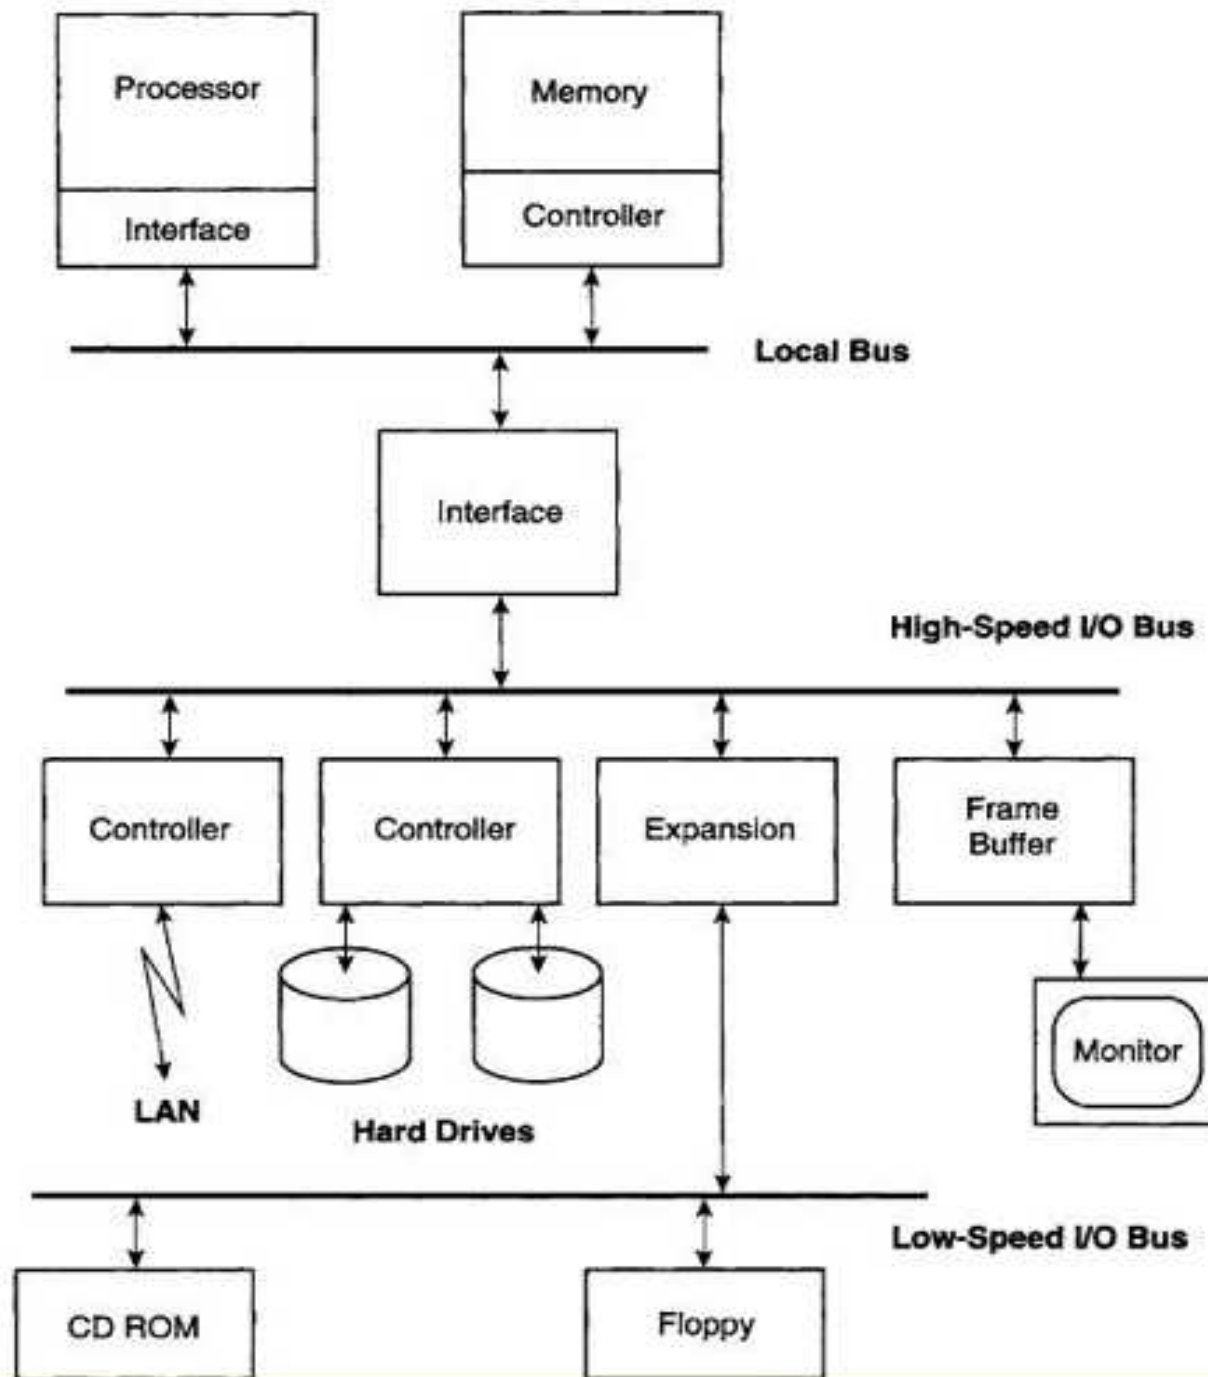 Processor
Memory
Interface
Controller
Local Bus
Interface
High-Speed I/O Bus
Controller
Controller
Expansion
Frame
Buffer
Monitor
LAN
Hard Drives
Low-Speed I/O Bus
CD ROM
Floppy